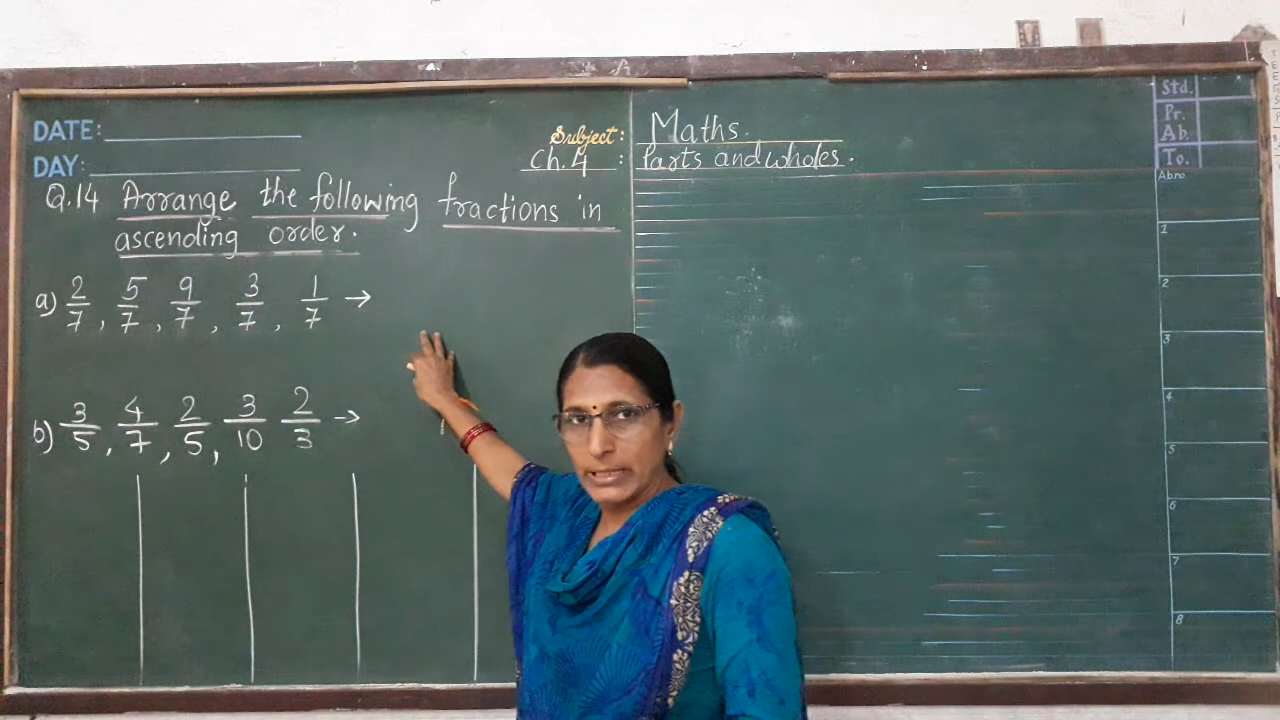 DATE:
DAY:
Subject: Maths.
Ch. 4 : Parts and wholes.
Q.14 Arrange the following fractions in
ascending order.
a) 2/7, 5/7, 9/7, 3/7, 1/7 →
b) 3/5, 4/7, 2/5, 3/10 2/3 →
Std.
Pr.
Ab.
To.
Abno
1
2
3
4
5
6
7
8